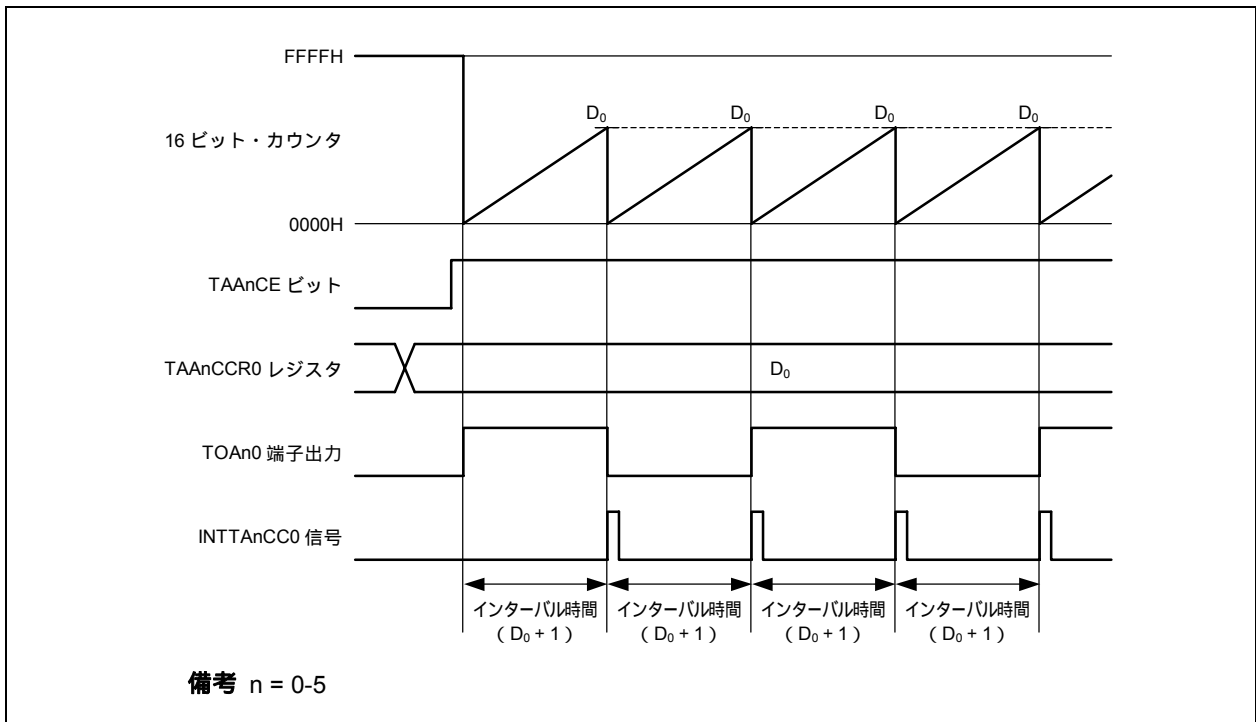 FFFFH
D₀ D₀ D₀ D₀
16 ビット・カウンタ
0000H
TAAnCE ビット
TAAnCCR0 レジスタ
D₀
TOAn0 端子出力
INTTAnCC0 信号
インターバル時間 インターバル時間 インターバル時間 インターバル時間
( D₀ + 1 ) ( D₀ + 1 ) ( D₀ + 1 ) ( D₀ + 1 )
備考 n = 0-5